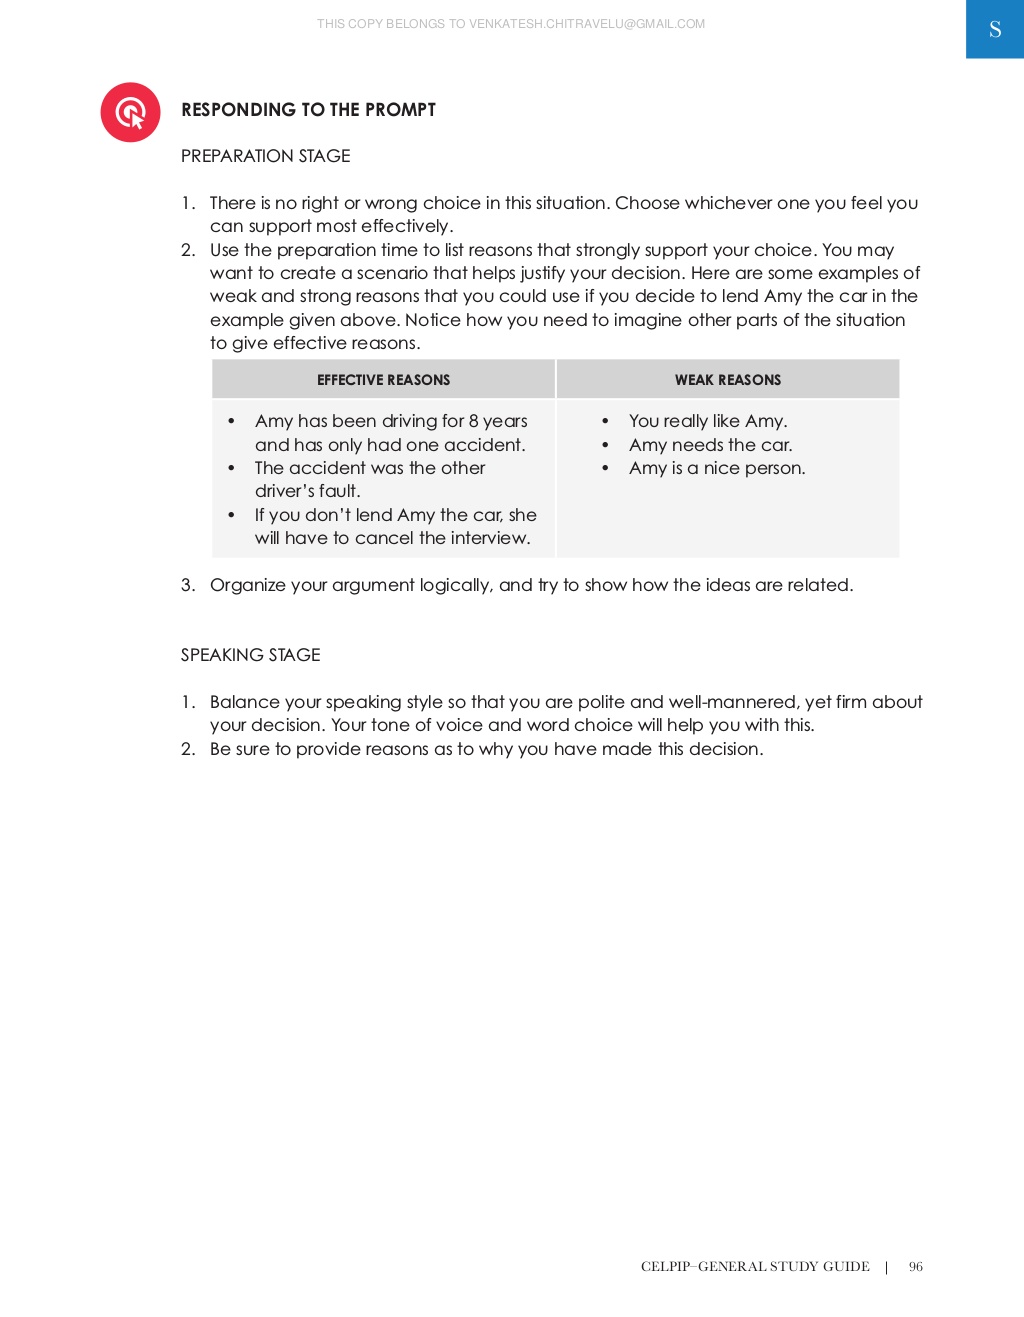 THIS COPY BELONGS TO VENKATESH.CHITRAVELU@GMAIL.COM
S
RESPONDING TO THE PROMPT
PREPARATION STAGE
1. There is no right or wrong choice in this situation. Choose whichever one you feel you
can support most effectively.
2. Use the preparation time to list reasons that strongly support your choice. You may
want to create a scenario that helps justify your decision. Here are some examples of
weak and strong reasons that you could use if you decide to lend Amy the car in the
example given above. Notice how you need to imagine other parts of the situation
to give effective reasons.
EFFECTIVE REASONS
• Amy has been driving for 8 years
and has only had one accident.
• The accident was the other
driver’s fault.
• If you don’t lend Amy the car, she
will have to cancel the interview.
WEAK REASONS
• You really like Amy.
• Amy needs the car.
• Amy is a nice person.
3. Organize your argument logically, and try to show how the ideas are related.
SPEAKING STAGE
1. Balance your speaking style so that you are polite and well-mannered, yet firm about
your decision. Your tone of voice and word choice will help you with this.
2. Be sure to provide reasons as to why you have made this decision.
CELPIP–GENERAL STUDY GUIDE | 96